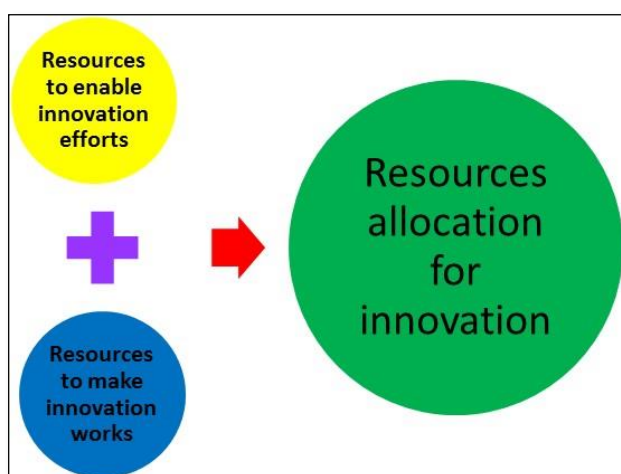 Resources
to enable
innovation
efforts
Resources
to make
innovation
works
Resources
allocation
for
innovation